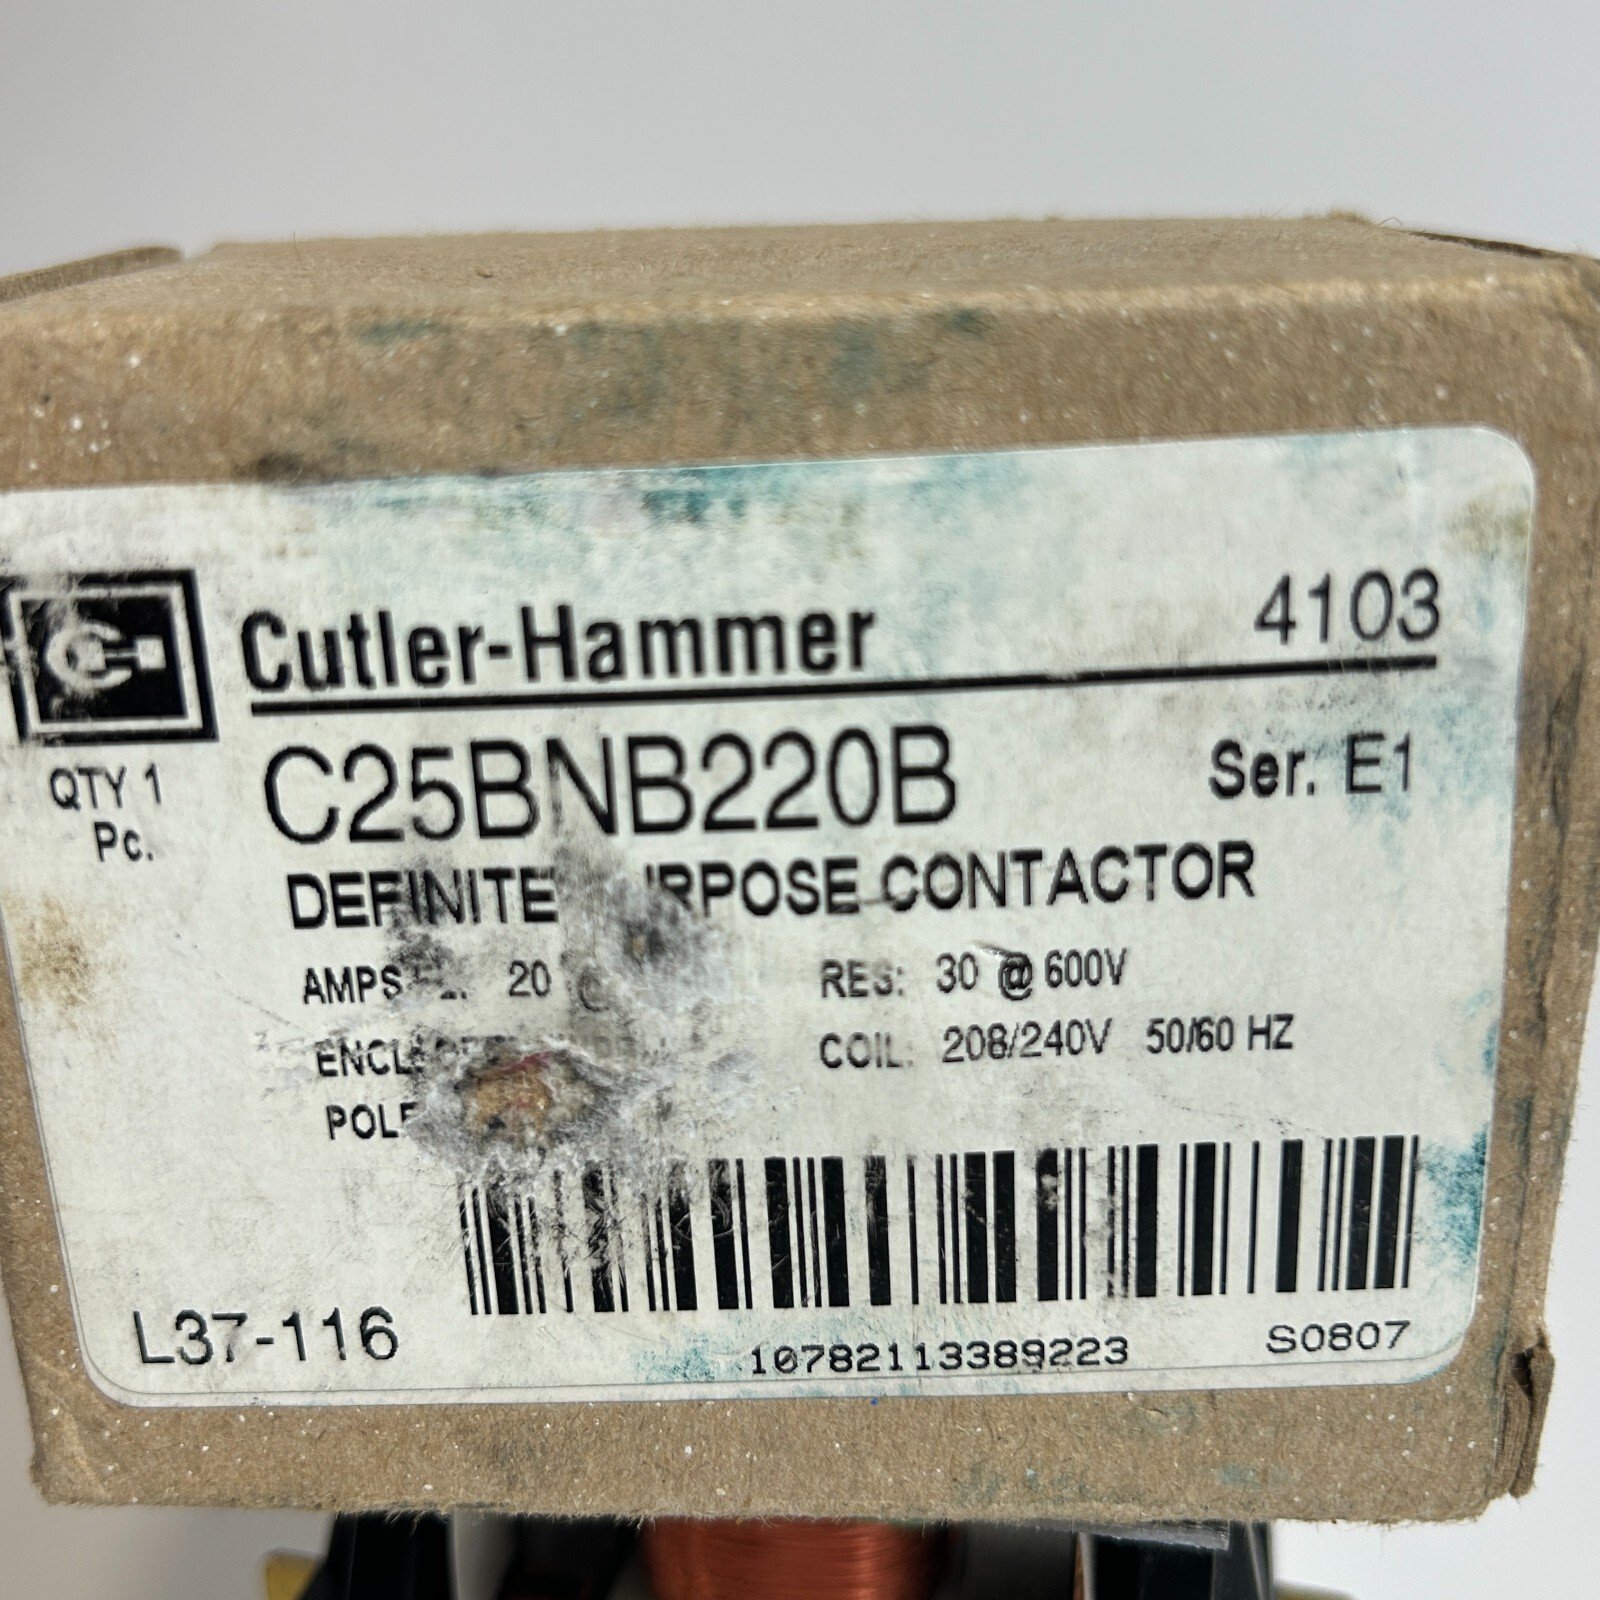 Cutler-Hammer 4103
QTY 1
Pc.
C25BNB220B Ser. E1
DEFINITE CONTACTOR
AMPS 20 RES: 30 @ 600V
COIL: 208/240V 50/60 HZ
L37-116
10782113389223
S0807